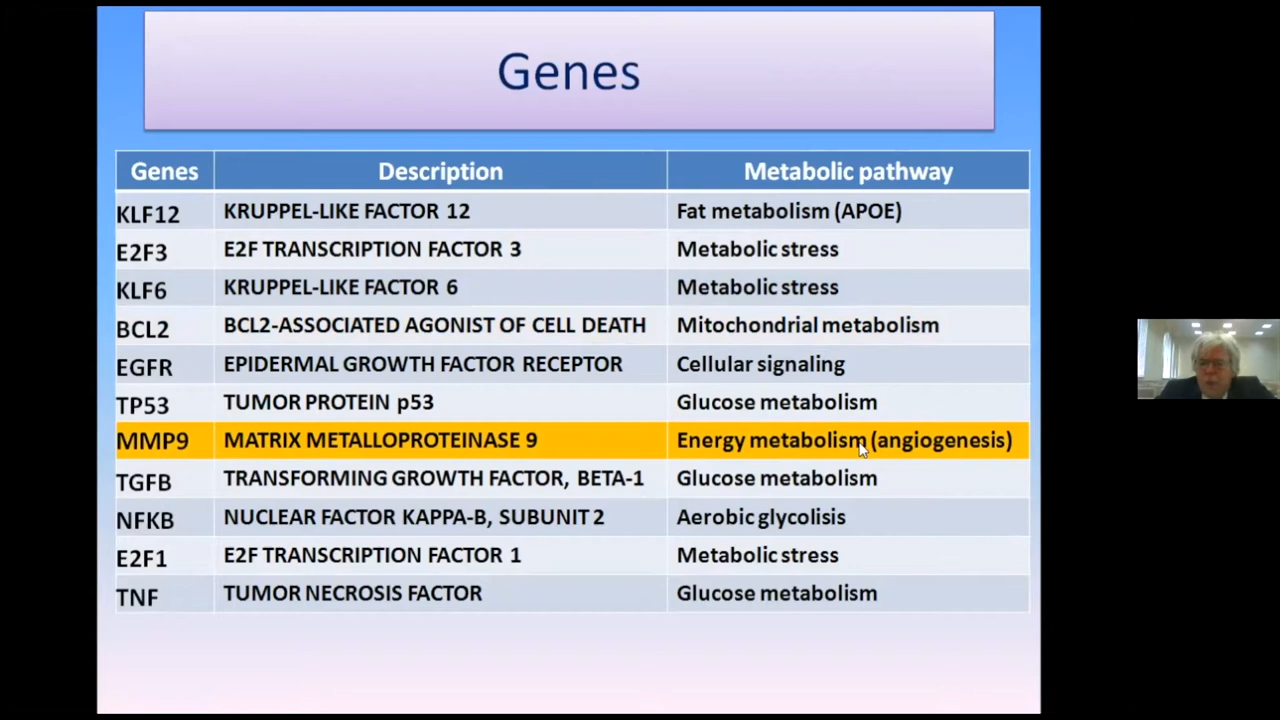 Genes
Genes Description Metabolic pathway
KLF12 KRUPPEL-LIKE FACTOR 12 Fat metabolism (APOE)
E2F3 E2F TRANSCRIPTION FACTOR 3 Metabolic stress
KLF6 KRUPPEL-LIKE FACTOR 6 Metabolic stress
BCL2 BCL2-ASSOCIATED AGONIST OF CELL DEATH Mitochondrial metabolism
EGFR EPIDERMAL GROWTH FACTOR RECEPTOR Cellular signaling
TP53 TUMOR PROTEIN p53 Glucose metabolism
MMP9 MATRIX METALLOPROTEINASE 9 Energy metabolism (angiogenesis)
TGFB TRANSFORMING GROWTH FACTOR, BETA-1 Glucose metabolism
NFKB NUCLEAR FACTOR KAPPA-B, SUBUNIT 2 Aerobic glycolisis
E2F1 E2F TRANSCRIPTION FACTOR 1 Metabolic stress
TNF TUMOR NECROSIS FACTOR Glucose metabolism